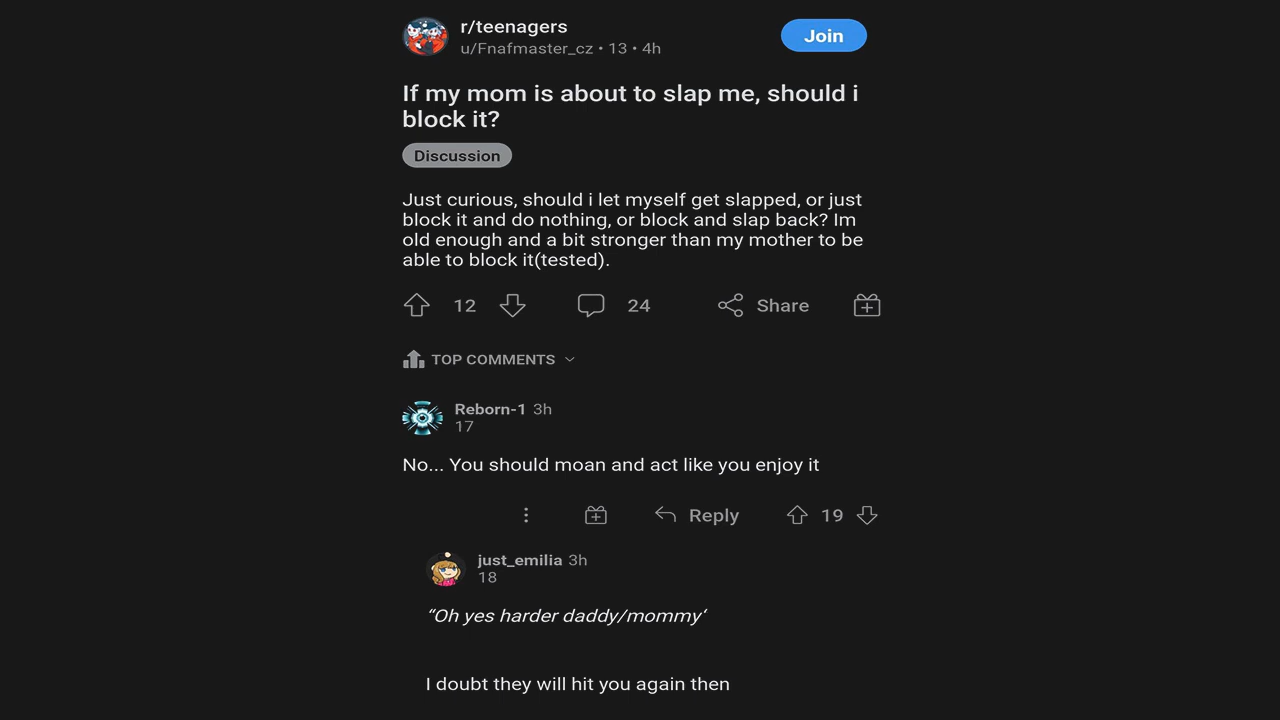 r/teenagers
u/Fnafmaster_cz • 13 • 4h
Join
If my mom is about to slap me, should i
block it?
Discussion
Just curious, should i let myself get slapped, or just
block it and do nothing, or block and slap back? Im
old enough and a bit stronger than my mother to be
able to block it(tested).
12
24
Share
TOP COMMENTS
Reborn-1 3h
17
No... You should moan and act like you enjoy it
Reply
19
just_emilia 3h
18
“Oh yes harder daddy/mommy‘
I doubt they will hit you again then